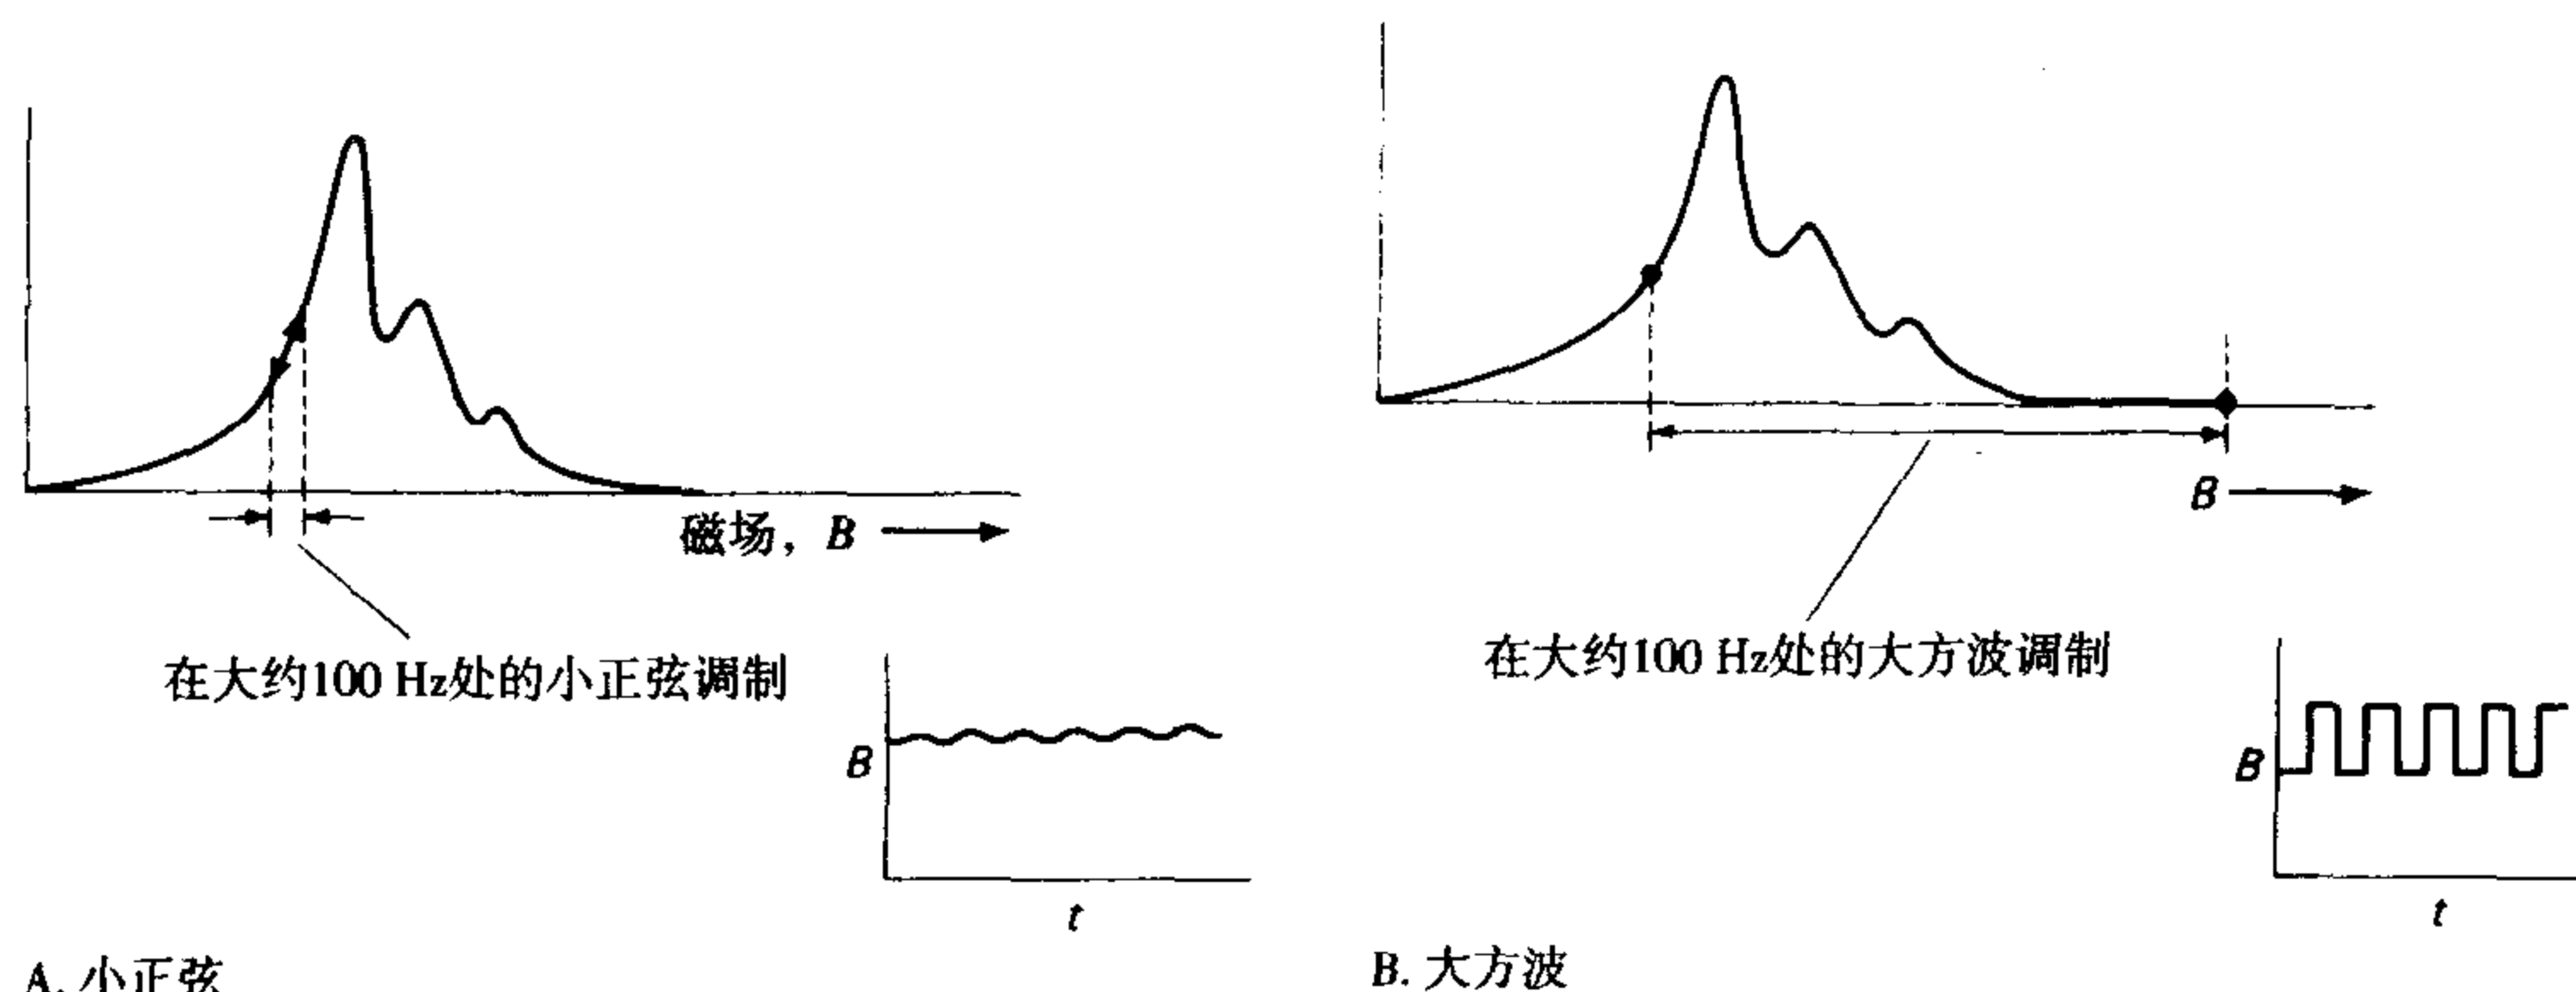 磁场，B
在大约100 Hz处的小正弦调制
B
t
A. 小正弦
B
在大约100 Hz处的大方波调制
B
t
B. 大方波